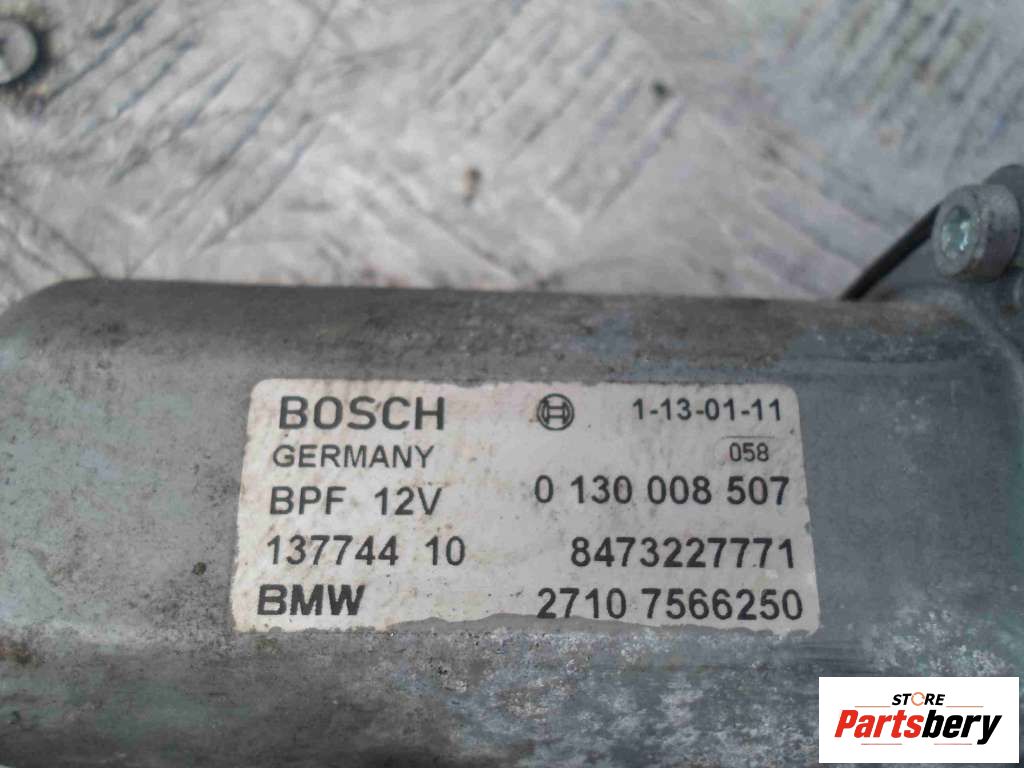 BOSCH 1-13-01-11
GERMANY 058
BPF 12V 0 130 008 507
137744 10 8473227771
BMW 2710 7566250
STORE
Partsbery